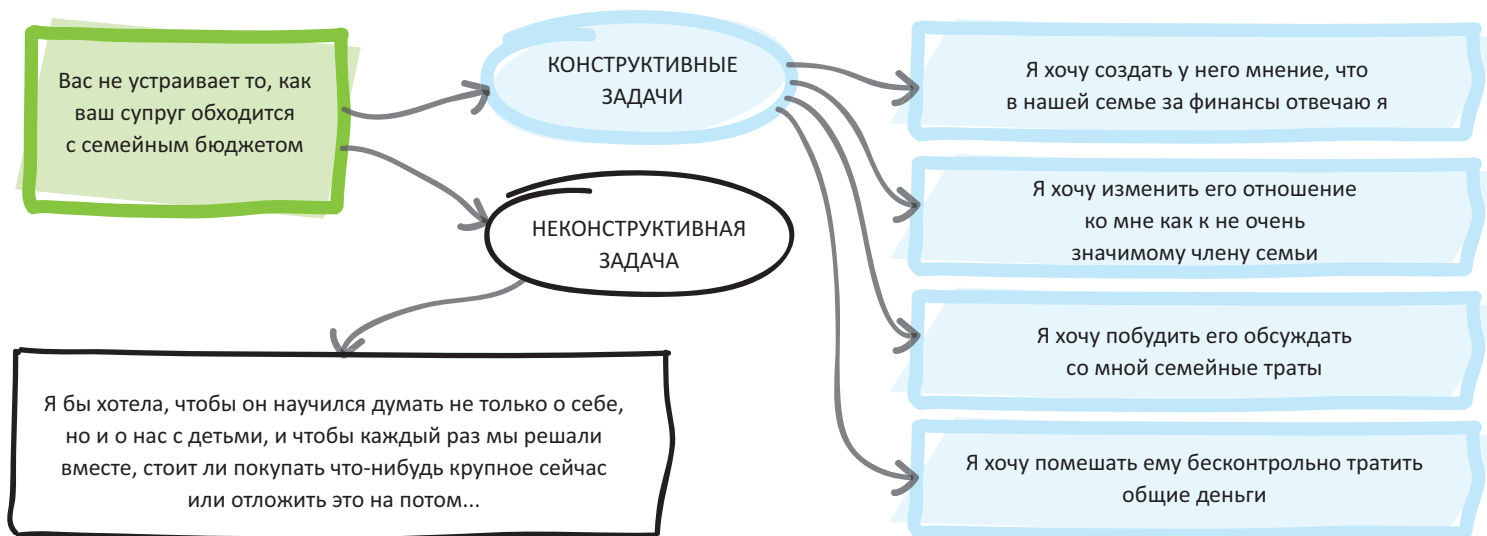 Вас не устраивает то, как
ваш супруг обходится
с семейным бюджетом
КОНСТРУКТИВНЫЕ
ЗАДАЧИ
Я хочу создать у него мнение, что
в нашей семье за финансы отвечаю я
Я хочу изменить его отношение
ко мне как к не очень
значимому члену семьи
Я хочу побудить его обсуждать
со мной семейные траты
Я хочу помешать ему бесконтрольно тратить
общие деньги
НЕКОНСТРУКТИВНАЯ
ЗАДАЧА
Я бы хотела, чтобы он научился думать не только о себе,
но и о нас с детьми, и чтобы каждый раз мы решали
вместе, стоит ли покупать что-нибудь крупное сейчас
или отложить это на потом...